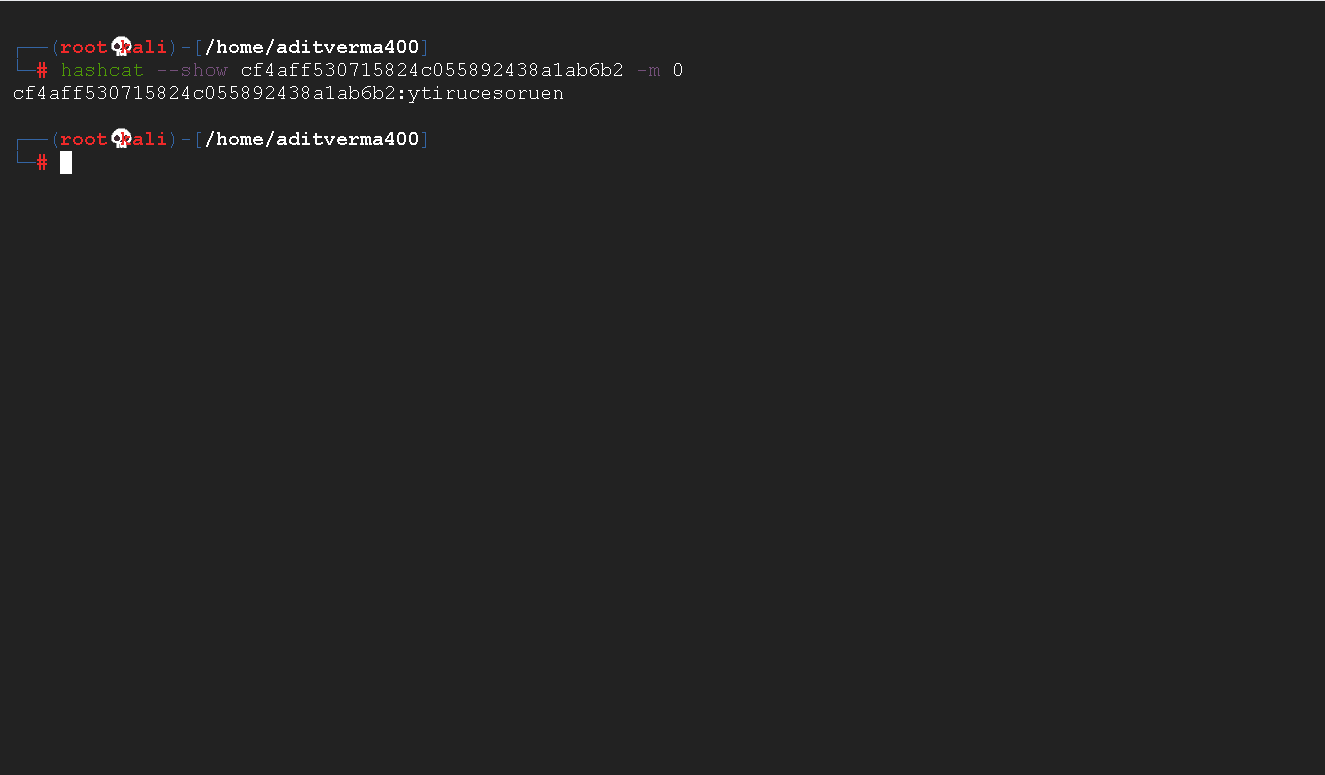 ┌──(root💀kali)-[/home/aditverma400]
└─# hashcat --show cf4aff530715824c055892438a1ab6b2 -m 0
cf4aff530715824c055892438a1ab6b2:ytirucesoruen
┌──(root💀kali)-[/home/aditverma400]
└─#